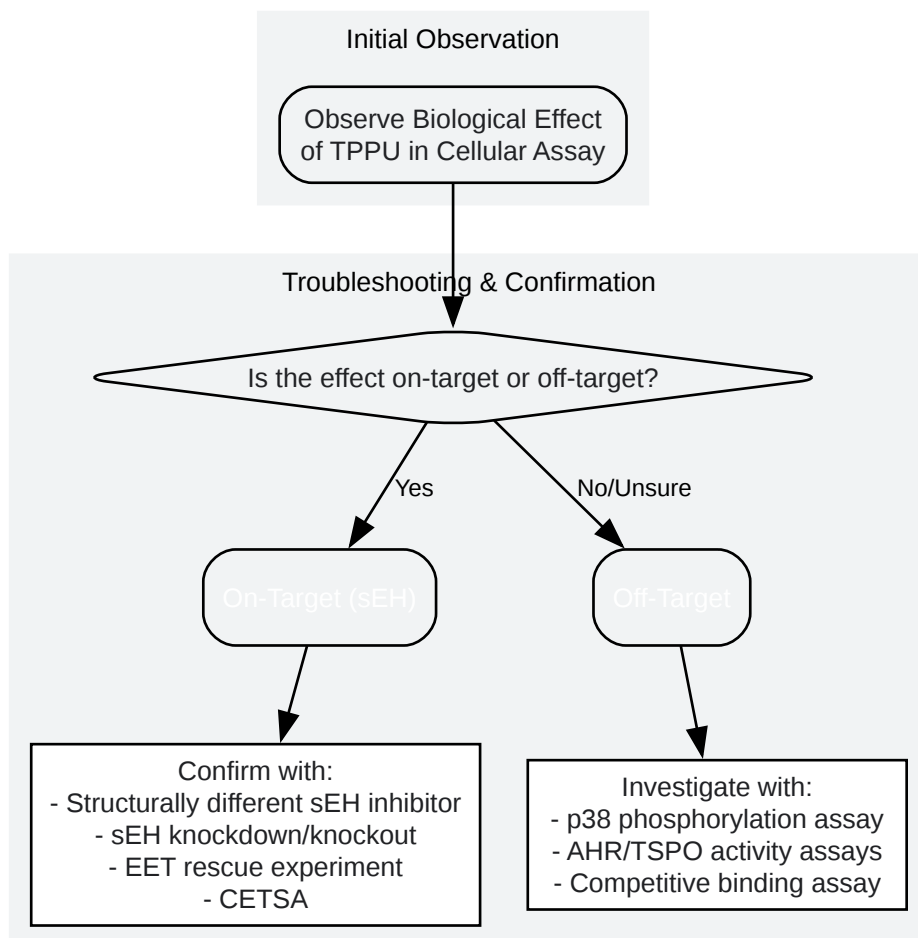 Initial Observation
Observe Biological Effect
of TPPU in Cellular Assay
Troubleshooting & Confirmation
Is the effect on-target or off-target?
Yes
No/Unsure
On-Target (sEH)
Off-Target
Confirm with:
- Structurally different sEH inhibitor
- sEH knockdown/knockout
- EET rescue experiment
- CETSA
Investigate with:
- p38 phosphorylation assay
- AHR/TSPO activity assays
- Competitive binding assay